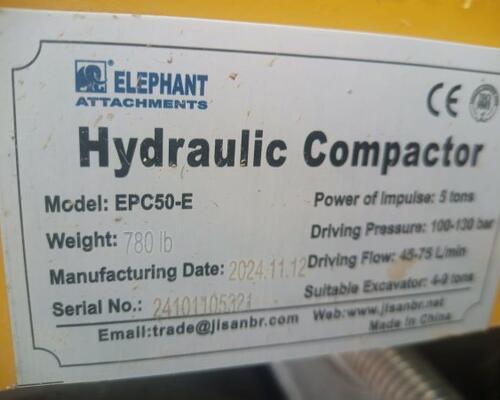 ELEPHANT
ATTACHMENTS
CE
Hydraulic Compactor
Model: EPC50-E
Power of Impulse: 5 tons
Weight: 780 lb
Driving Pressure: 100-130 bar
Manufacturing Date: 2024.11.12
Driving Flow: 45-75 L/min
Serial No.: 24101105321
Suitable Excavator: 4-9 tons
Email:trade@jisanbr.com
Web:www.jisanbr.net
Made in China